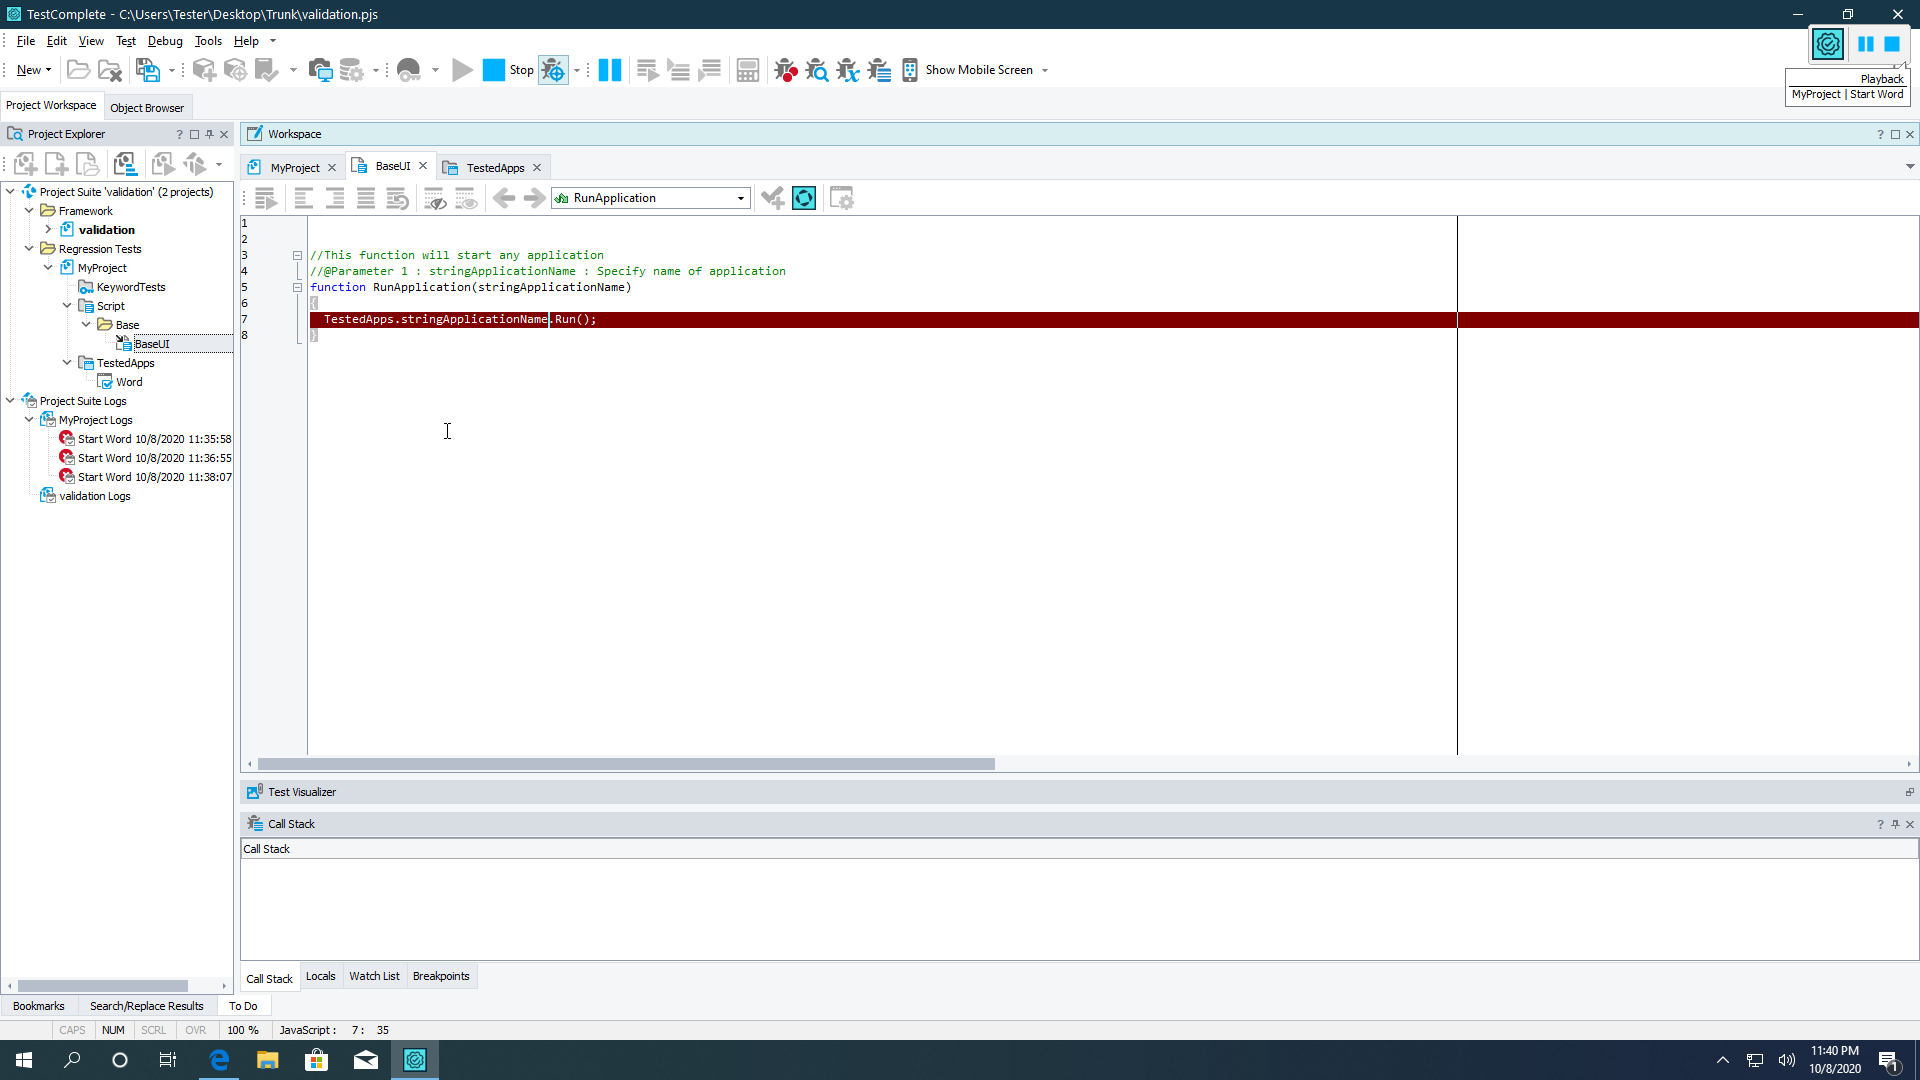 TestComplete - C:\Users\Tester\Desktop\Trunk\validation.pjs
File Edit View Test Debug Tools Help
New
Stop
Show Mobile Screen
Playback
MyProject | Start Word
Project Workspace
Object Browser
Project Explorer
?
Workspace
?
MyProject
BaseUI
TestedApps
RunApplication
Project Suite 'validation' (2 projects)
Framework
validation
Regression Tests
MyProject
KeywordTests
Script
Base
BaseUI
TestedApps
Word
Project Suite Logs
MyProject Logs
Start Word 10/8/2020 11:35:58
Start Word 10/8/2020 11:36:55
Start Word 10/8/2020 11:38:07
validation Logs
1
2
3 //This function will start any application
4 //@Parameter 1 : stringApplicationName : Specify name of application
5 function RunApplication(stringApplicationName)
6 {
7 TestedApps.stringApplicationName.Run();
8 }
Test Visualizer
Call Stack
?
Call Stack
Call Stack Locals Watch List Breakpoints
Bookmarks Search/Replace Results To Do
CAPS NUM SCRL OVR 100 % JavaScript : 7: 35
11:40 PM
10/8/2020
1